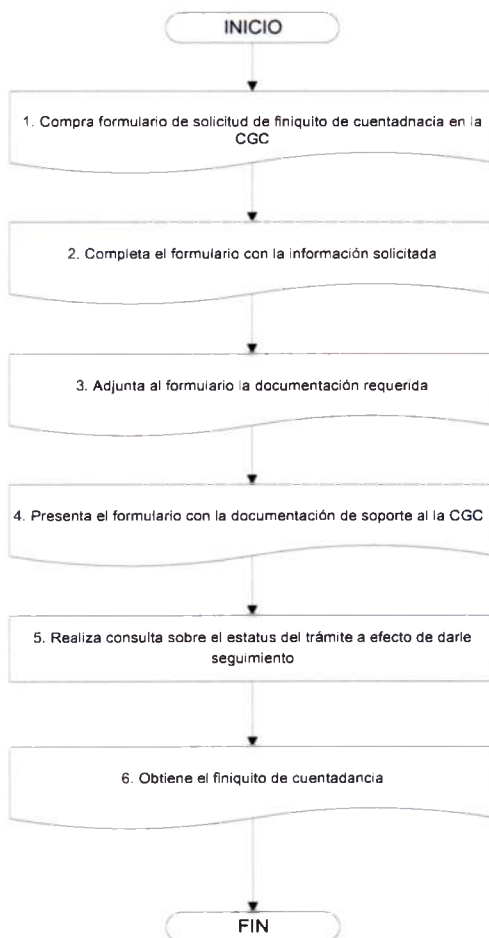 INICIO
1. Compra formulario de solicitud de finiquito de cuentadnacia en la
CGC
2. Completa el formulario con la información solicitada
3. Adjunta al formulario la documentación requerida
4. Presenta el formulario con la documentación de soporte al la CGC
5. Realiza consulta sobre el estatus del trámite a efecto de darle
seguimiento
6. Obtiene el finiquito de cuentadancia
FIN